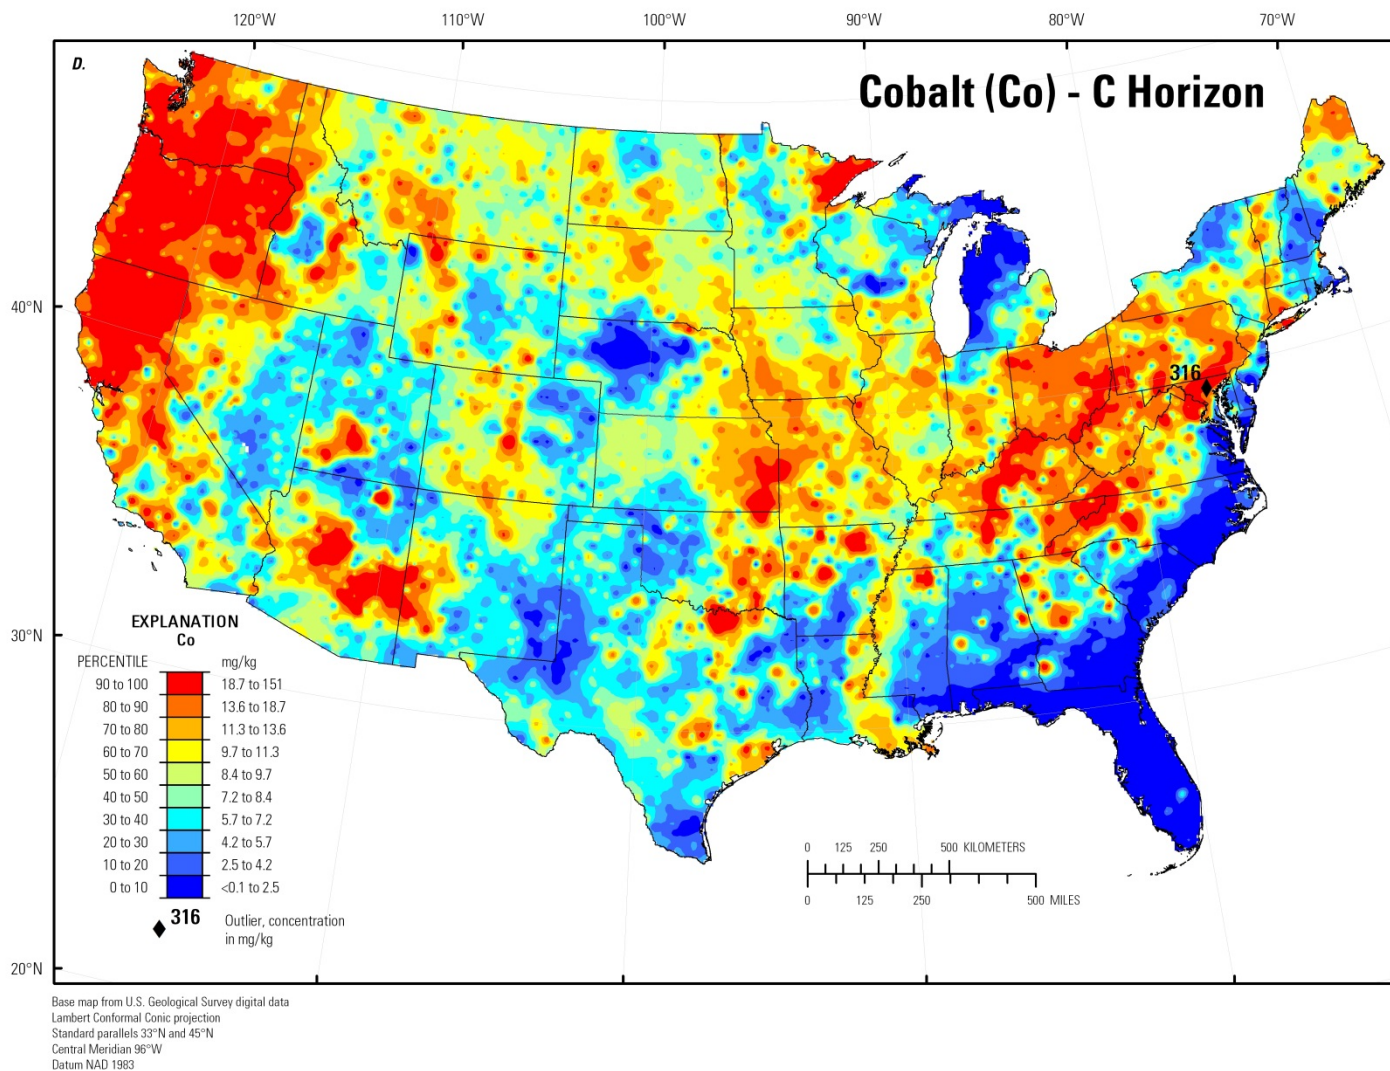 120°W 110°W 100°W 90°W 80°W 70°W
D.
Cobalt (Co) - C Horizon
40°N
316
30°N
EXPLANATION
Co
PERCENTILE mg/kg
90 to 100 18.7 to 151
80 to 90 13.6 to 18.7
70 to 80 11.3 to 13.6
60 to 70 9.7 to 11.3
50 to 60 8.4 to 9.7
40 to 50 7.2 to 8.4
30 to 40 5.7 to 7.2
20 to 30 4.2 to 5.7
10 to 20 2.5 to 4.2
0 to 10 <0.1 to 2.5
316 Outlier, concentration
in mg/kg
0 125 250 500 KILOMETERS
0 125 250 500 MILES
20°N
Base map from U.S. Geological Survey digital data
Lambert Conformal Conic projection
Standard parallels 33°N and 45°N
Central Meridian 96°W
Datum NAD 1983